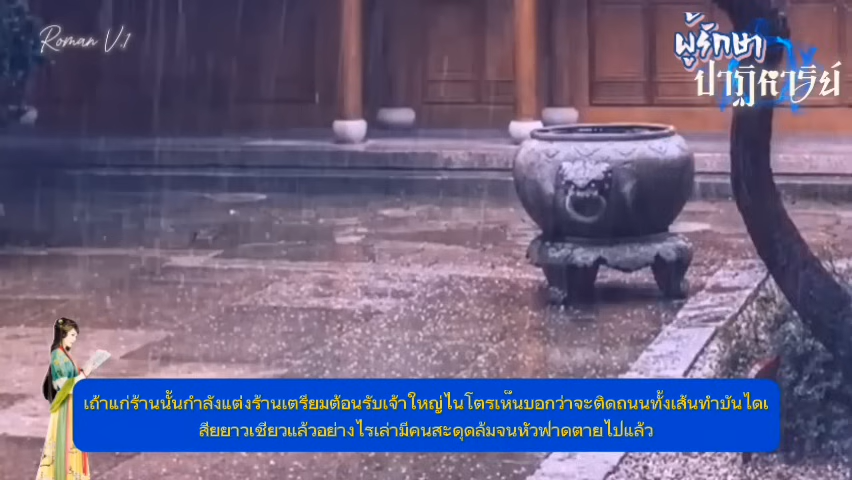 Roman V.1
ผู้รักษา
ปาฏิหาริย์
เถ้าแก่ร้านนั้นกำลังแต่งร้านเตรียมต้อนรับเจ้าใหญ่ไนโตรเห็นบอกว่าจะติดถนนทั้งเส้นทำบันไดเ
สียยาวเชียวแล้วอย่างไรเล่ามีคนสะดุดล้มจนหัวฟาดตายไปแล้ว